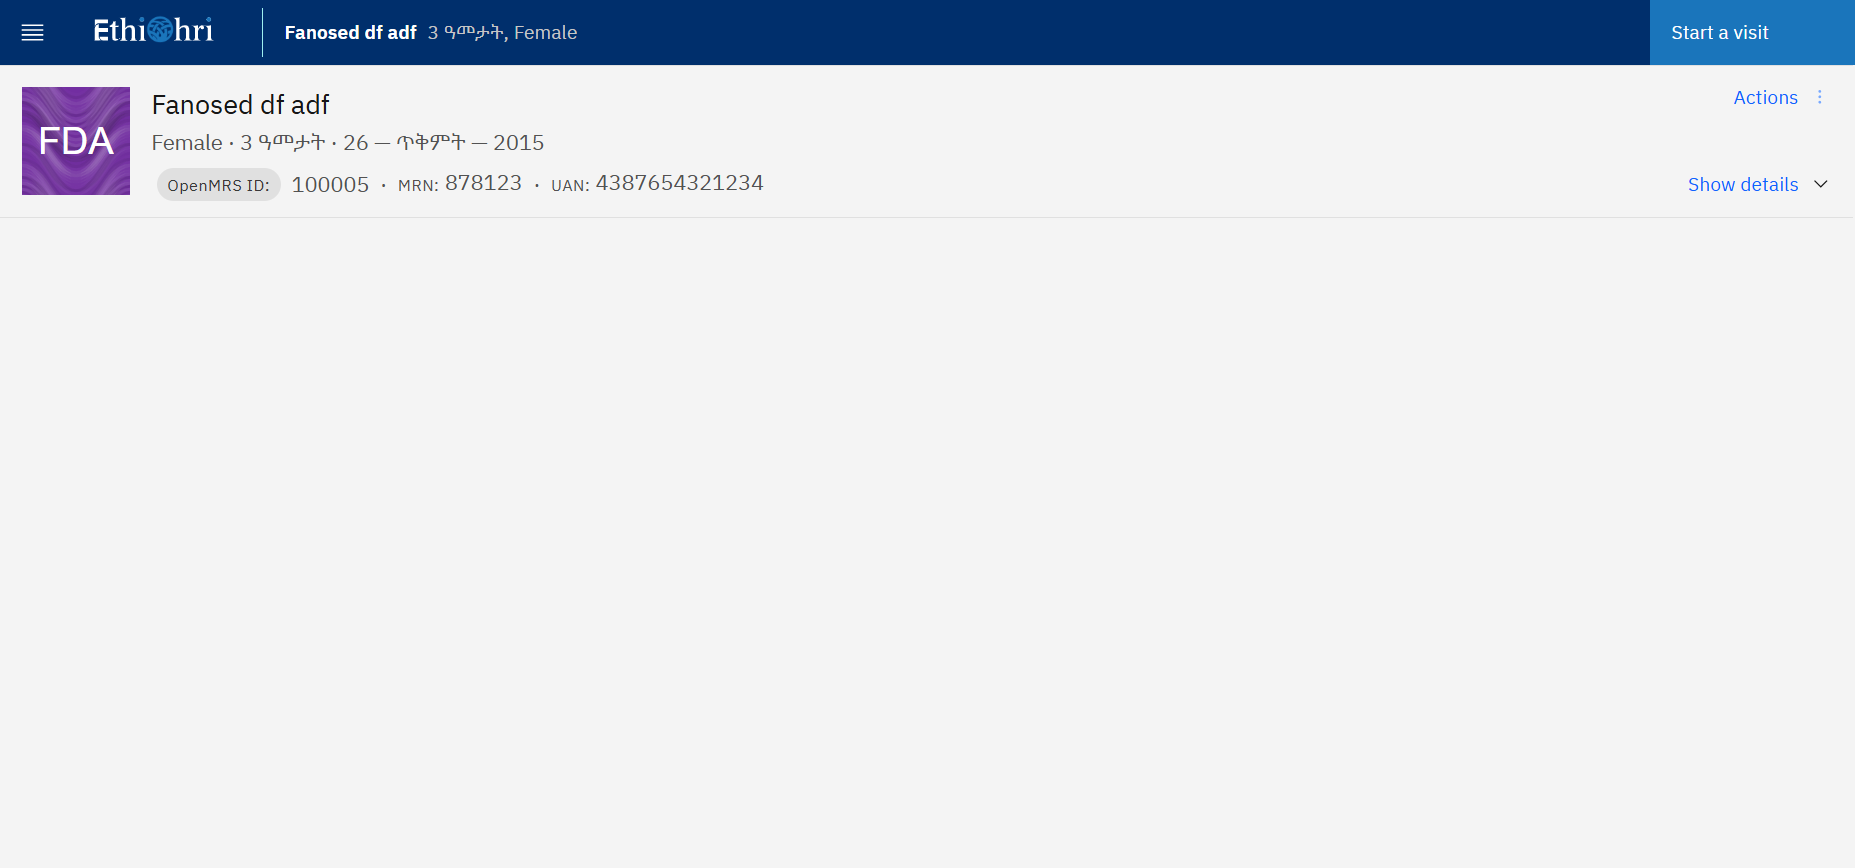 EthiOhri
Fanosed df adf 3 ዓመታት, Female
Start a visit
FDA
Fanosed df adf
Actions
Female · 3 ዓመታት · 26 — ጥቅምት — 2015
OpenMRS ID: 100005 · MRN: 878123 · UAN: 4387654321234
Show details